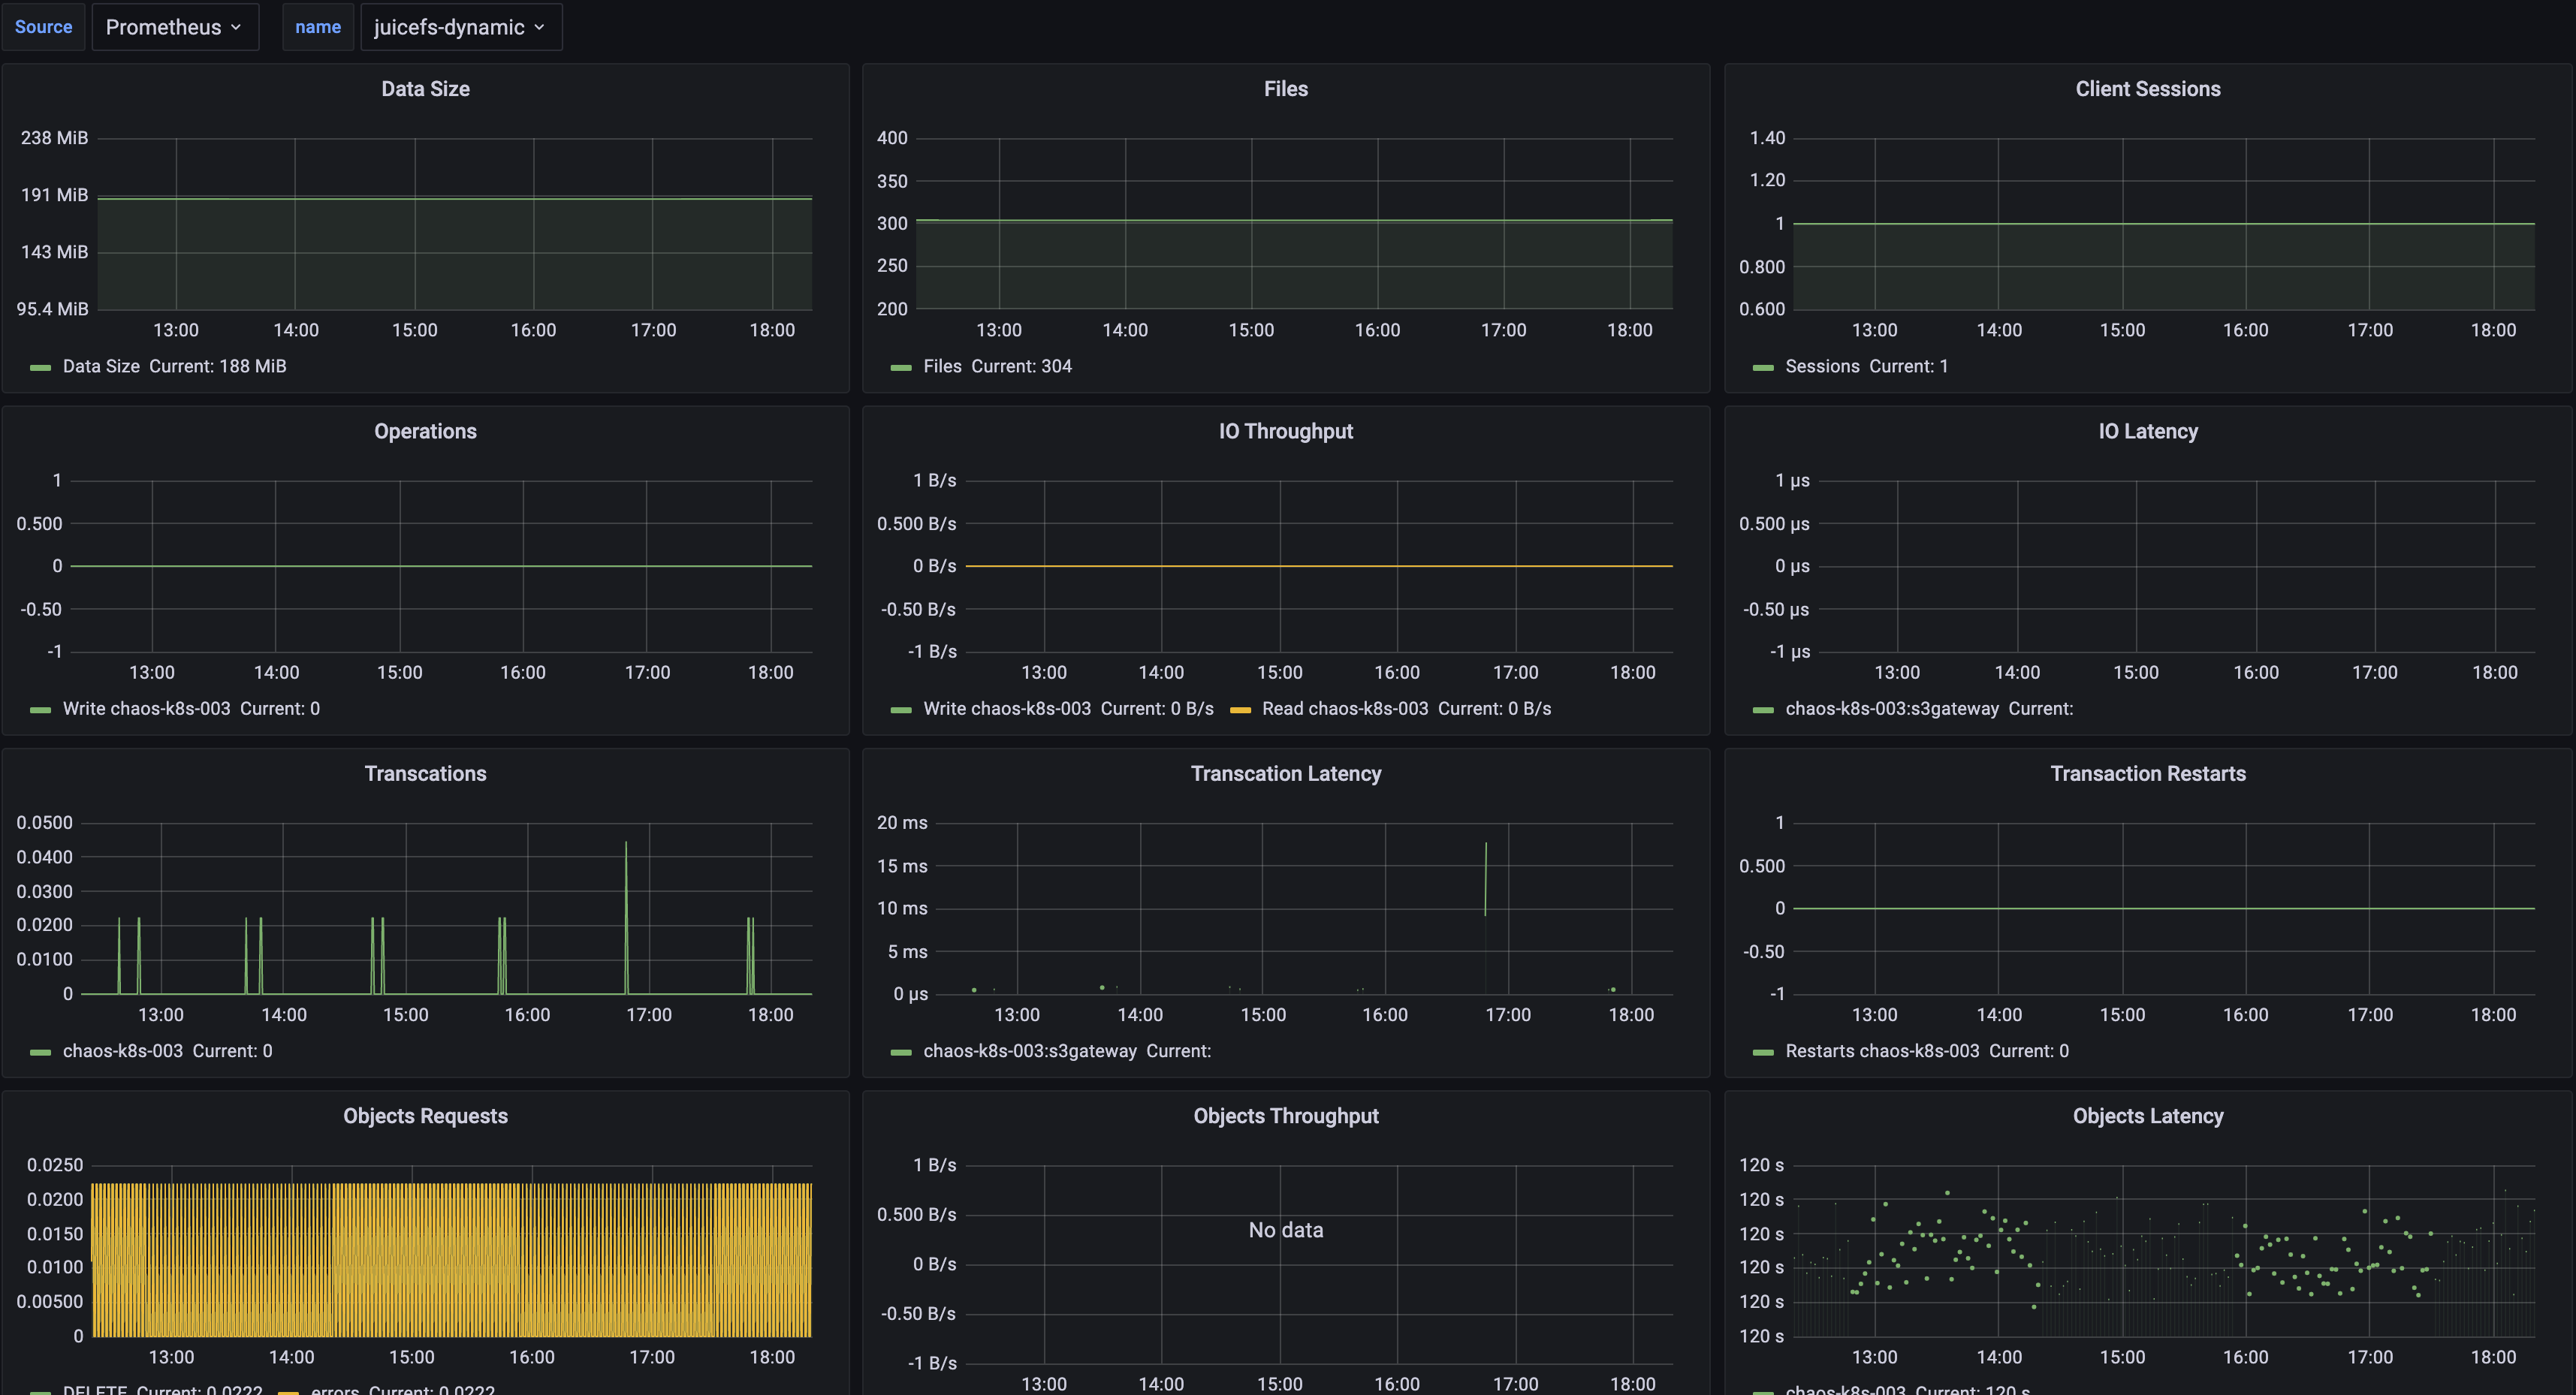 Source Prometheus name juicefs-dynamic
Data Size
238 MiB
191 MiB
143 MiB
95.4 MiB
13:00 14:00 15:00 16:00 17:00 18:00
Data Size Current: 188 MiB
Files
400
350
300
250
200
13:00 14:00 15:00 16:00 17:00 18:00
Files Current: 304
Client Sessions
1.40
1.20
1
0.800
0.600
13:00 14:00 15:00 16:00 17:00 18:00
Sessions Current: 1
Operations
1
0.500
0
-0.50
-1
13:00 14:00 15:00 16:00 17:00 18:00
Write chaos-k8s-003 Current: 0
IO Throughput
1 B/s
0.500 B/s
0 B/s
-0.50 B/s
-1 B/s
13:00 14:00 15:00 16:00 17:00 18:00
Write chaos-k8s-003 Current: 0 B/s Read chaos-k8s-003 Current: 0 B/s
IO Latency
1 µs
0.500 µs
0 µs
-0.50 µs
-1 µs
13:00 14:00 15:00 16:00 17:00 18:00
chaos-k8s-003:s3gateway Current:
Transcations
0.0500
0.0400
0.0300
0.0200
0.0100
0
13:00 14:00 15:00 16:00 17:00 18:00
chaos-k8s-003 Current: 0
Transcation Latency
20 ms
15 ms
10 ms
5 ms
0 µs
13:00 14:00 15:00 16:00 17:00 18:00
chaos-k8s-003:s3gateway Current:
Transaction Restarts
1
0.500
0
-0.50
-1
13:00 14:00 15:00 16:00 17:00 18:00
Restarts chaos-k8s-003 Current: 0
Objects Requests
0.0250
0.0200
0.0150
0.0100
0.00500
0
13:00 14:00 15:00 16:00 17:00 18:00
DELETE Current: 0.0222 errors Current: 0.0222
Objects Throughput
1 B/s
0.500 B/s
No data
0 B/s
-0.50 B/s
-1 B/s
13:00 14:00 15:00 16:00 17:00 18:00
Objects Latency
120 s
120 s
120 s
120 s
120 s
120 s
13:00 14:00 15:00 16:00 17:00 18:00
chaos-k8s-003 Current: 120 s